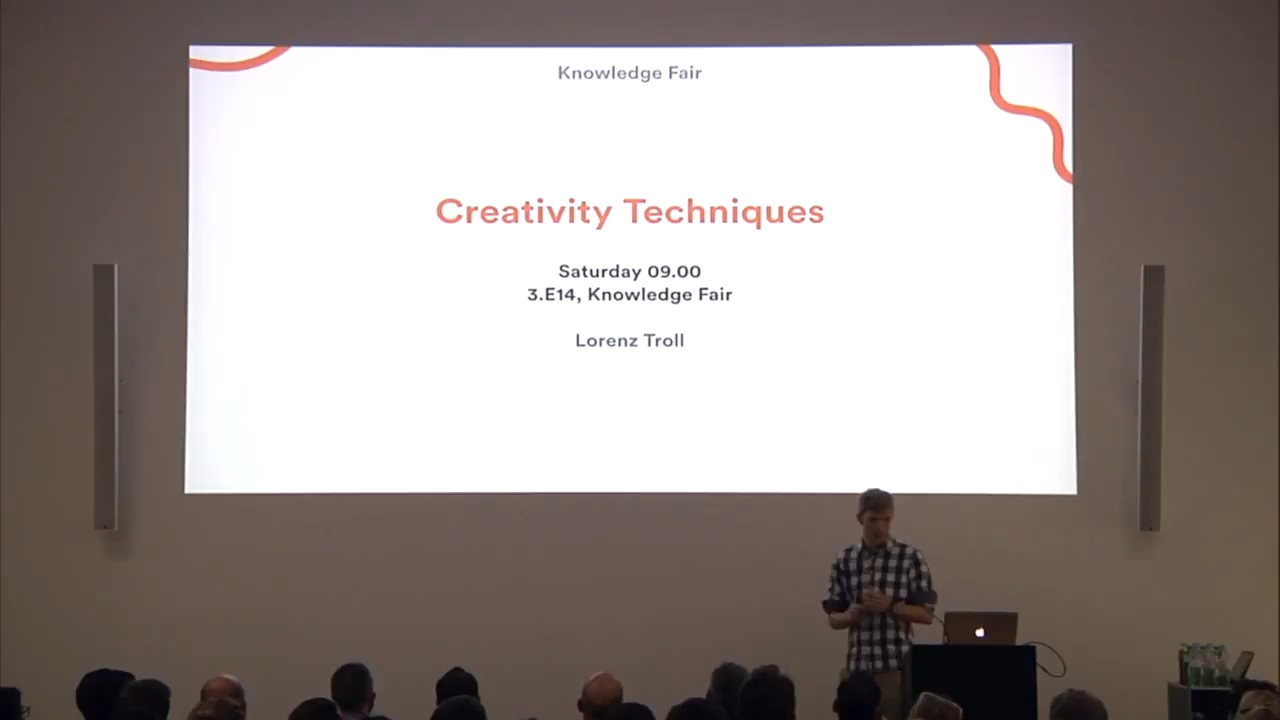 Knowledge Fair
Creativity Techniques
Saturday 09.00
3.E14, Knowledge Fair
Lorenz Troll